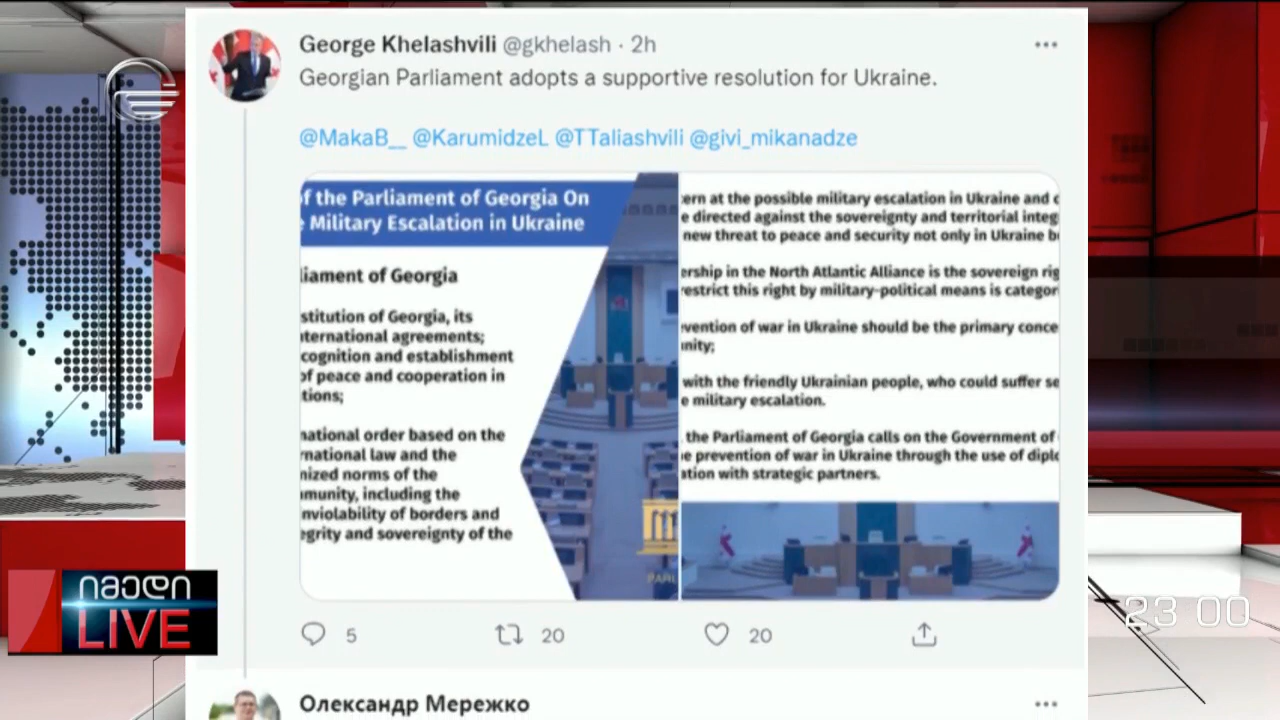 George Khelashvili @gkhelash · 2h
Georgian Parliament adopts a supportive resolution for Ukraine.
@MakaB__ @KarumidzeL @TTaliashvili @givi_mikanadze
f the Parliament of Georgia On
Military Escalation in Ukraine
liament of Georgia
stitution of Georgia, its
ternational agreements;
cognition and establishment
of peace and cooperation in
tions;
national order based on the
rnational law and the
nized norms of the
munity, including the
nviolability of borders and
egrity and sovereignty of the
PARL
ern at the possible military escalation in Ukraine and
e directed against the sovereignty and territorial integ
new threat to peace and security not only in Ukraine b
ership in the North Atlantic Alliance is the sovereign rig
restrict this right by military-political means is categor
vention of war in Ukraine should be the primary conce
nity;
with the friendly Ukrainian people, who could suffer se
e military escalation.
the Parliament of Georgia calls on the Government of
e prevention of war in Ukraine through the use of diplo
ation with strategic partners.
5 20 20
Олександр Мережко
იმედი
LIVE
23 00